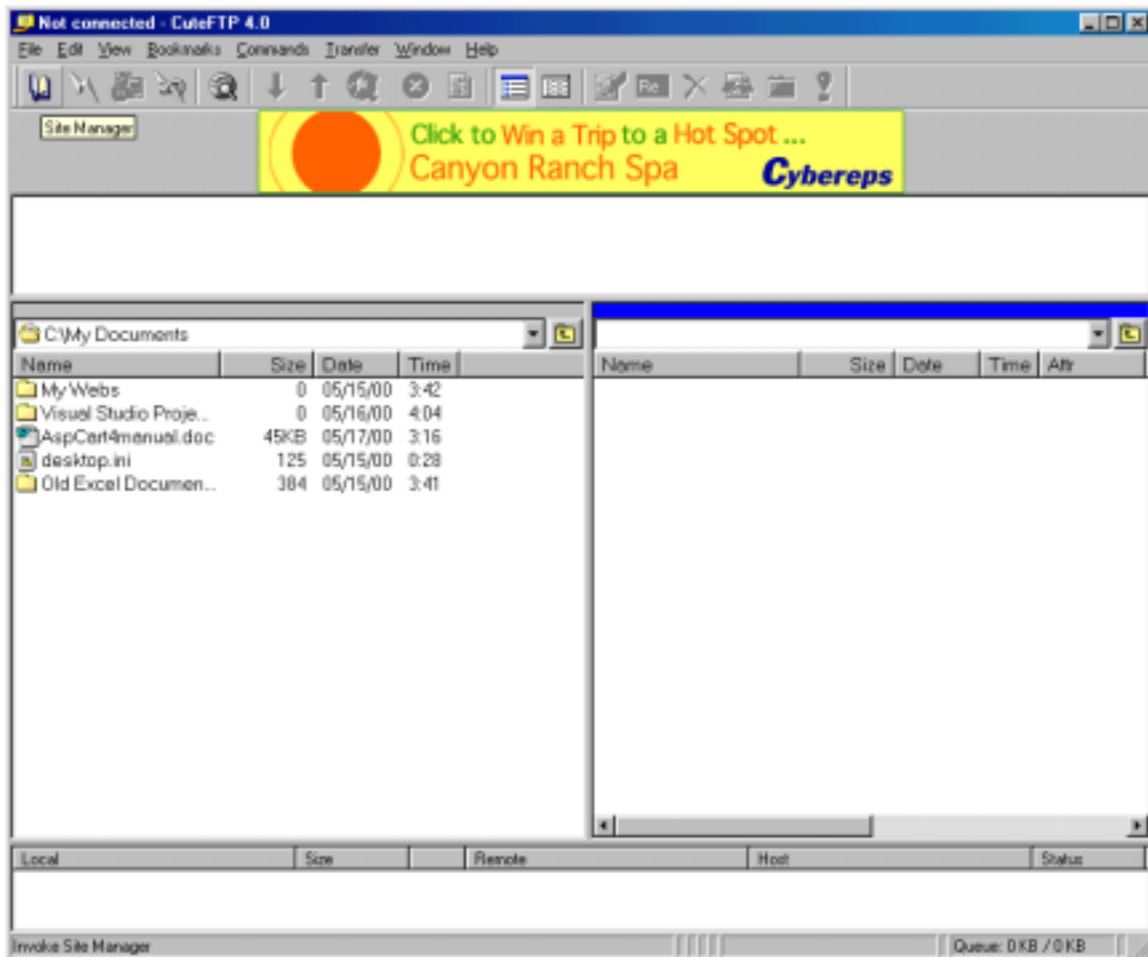 Not connected - CuteFTP 4.0
File Edit View Bookmarks Commands Transfer Window Help
Site Manager
Click to Win a Trip to a Hot Spot ...
Canyon Ranch Spa Cybereps
C:\My Documents
Name Size Date Time Name Size Date Time Attr
My Webs 0 05/15/00 3:42
Visual Studio Proje... 0 05/16/00 4:04
AspCart4manual.doc 45KB 05/17/00 3:16
desktop.ini 125 05/15/00 0:28
Old Excel Documen... 384 05/15/00 3:41
Local Size Remote Host Status
Invoke Site Manager Queue: 0 KB / 0 KB